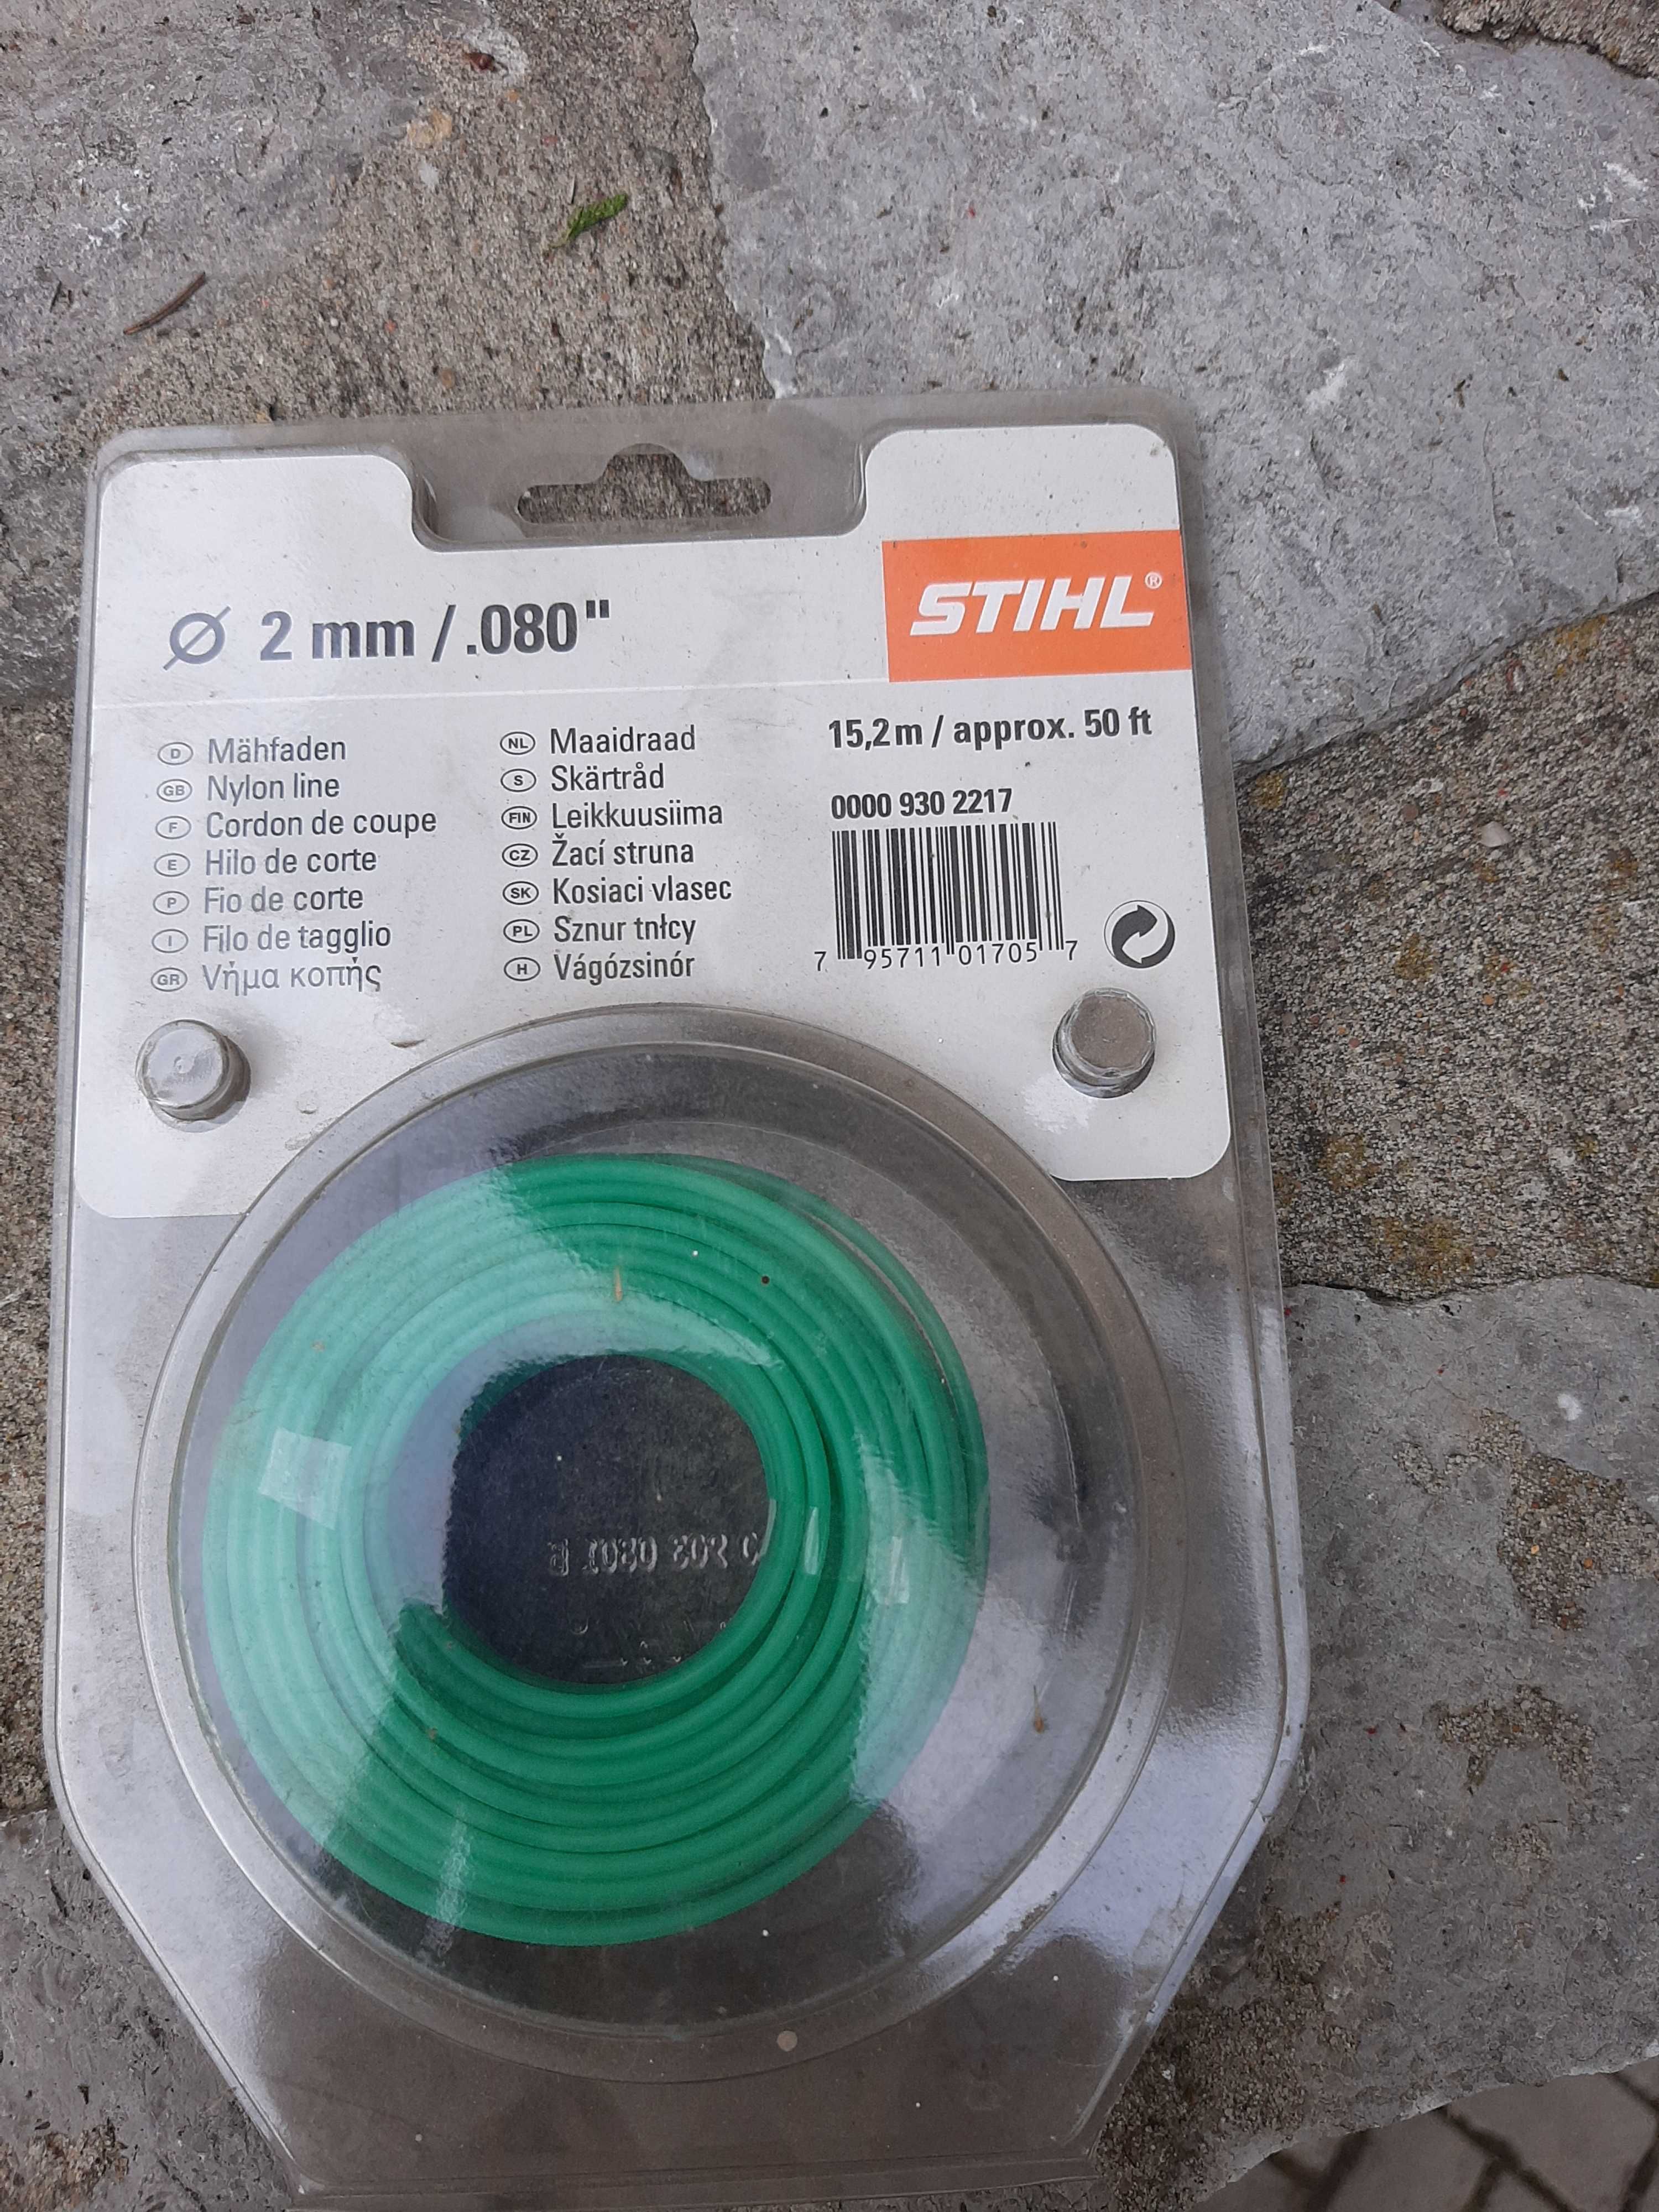 Ø 2 mm / .080"
STIHL®
D Mähfaden
GB Nylon line
F Cordon de coupe
E Hilo de corte
P Fio de corte
I Filo de tagglio
GR Νήμα κοπής
NL Maaidraad
S Skärtråd
FIN Leikkuusiima
CZ Žací struna
SK Kosiaci vlasec
PL Sznur tnłcy
H Vágózsinór
15,2 m / approx. 50 ft
0000 930 2217
7 95711 01705 7